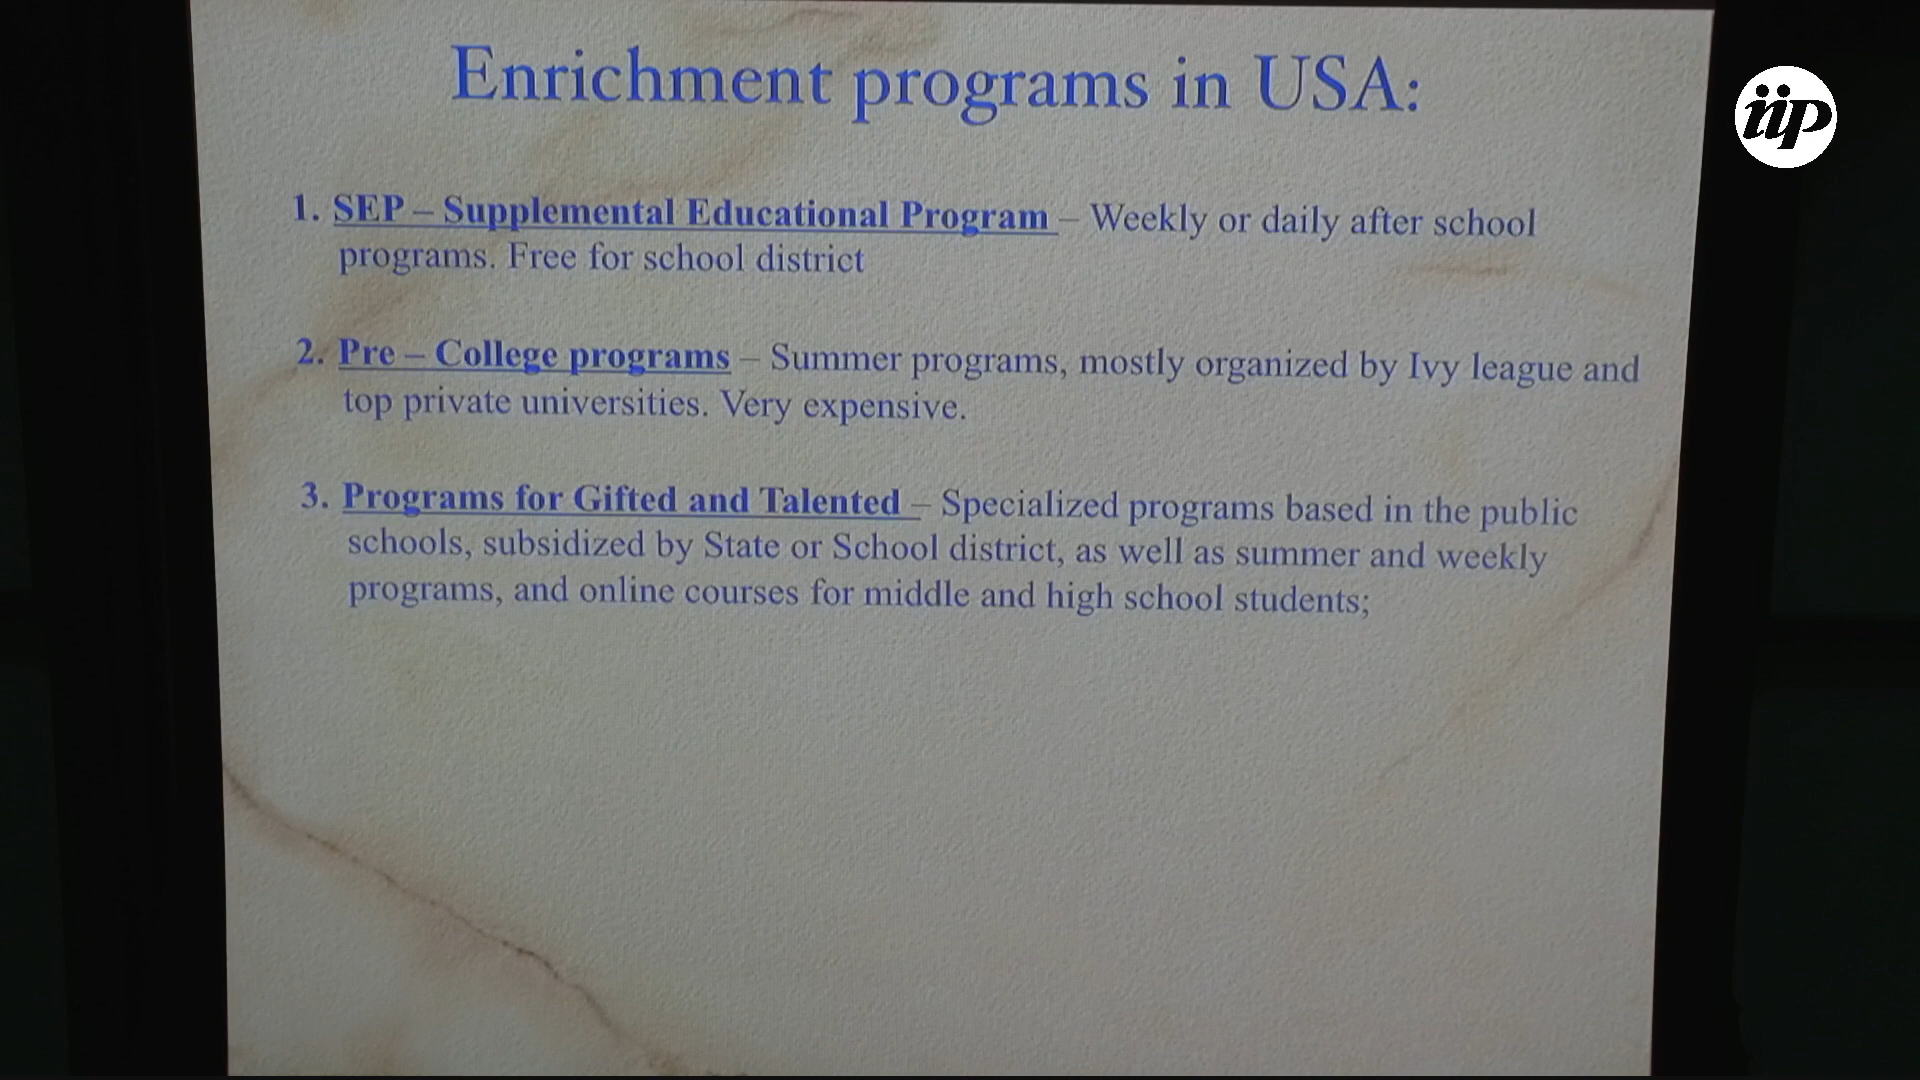 Enrichment programs in USA:
iip
1. SEP – Supplemental Educational Program – Weekly or daily after school
programs. Free for school district
2. Pre – College programs – Summer programs, mostly organized by Ivy league and
top private universities. Very expensive.
3. Programs for Gifted and Talented – Specialized programs based in the public
schools, subsidized by State or School district, as well as summer and weekly
programs, and online courses for middle and high school students;